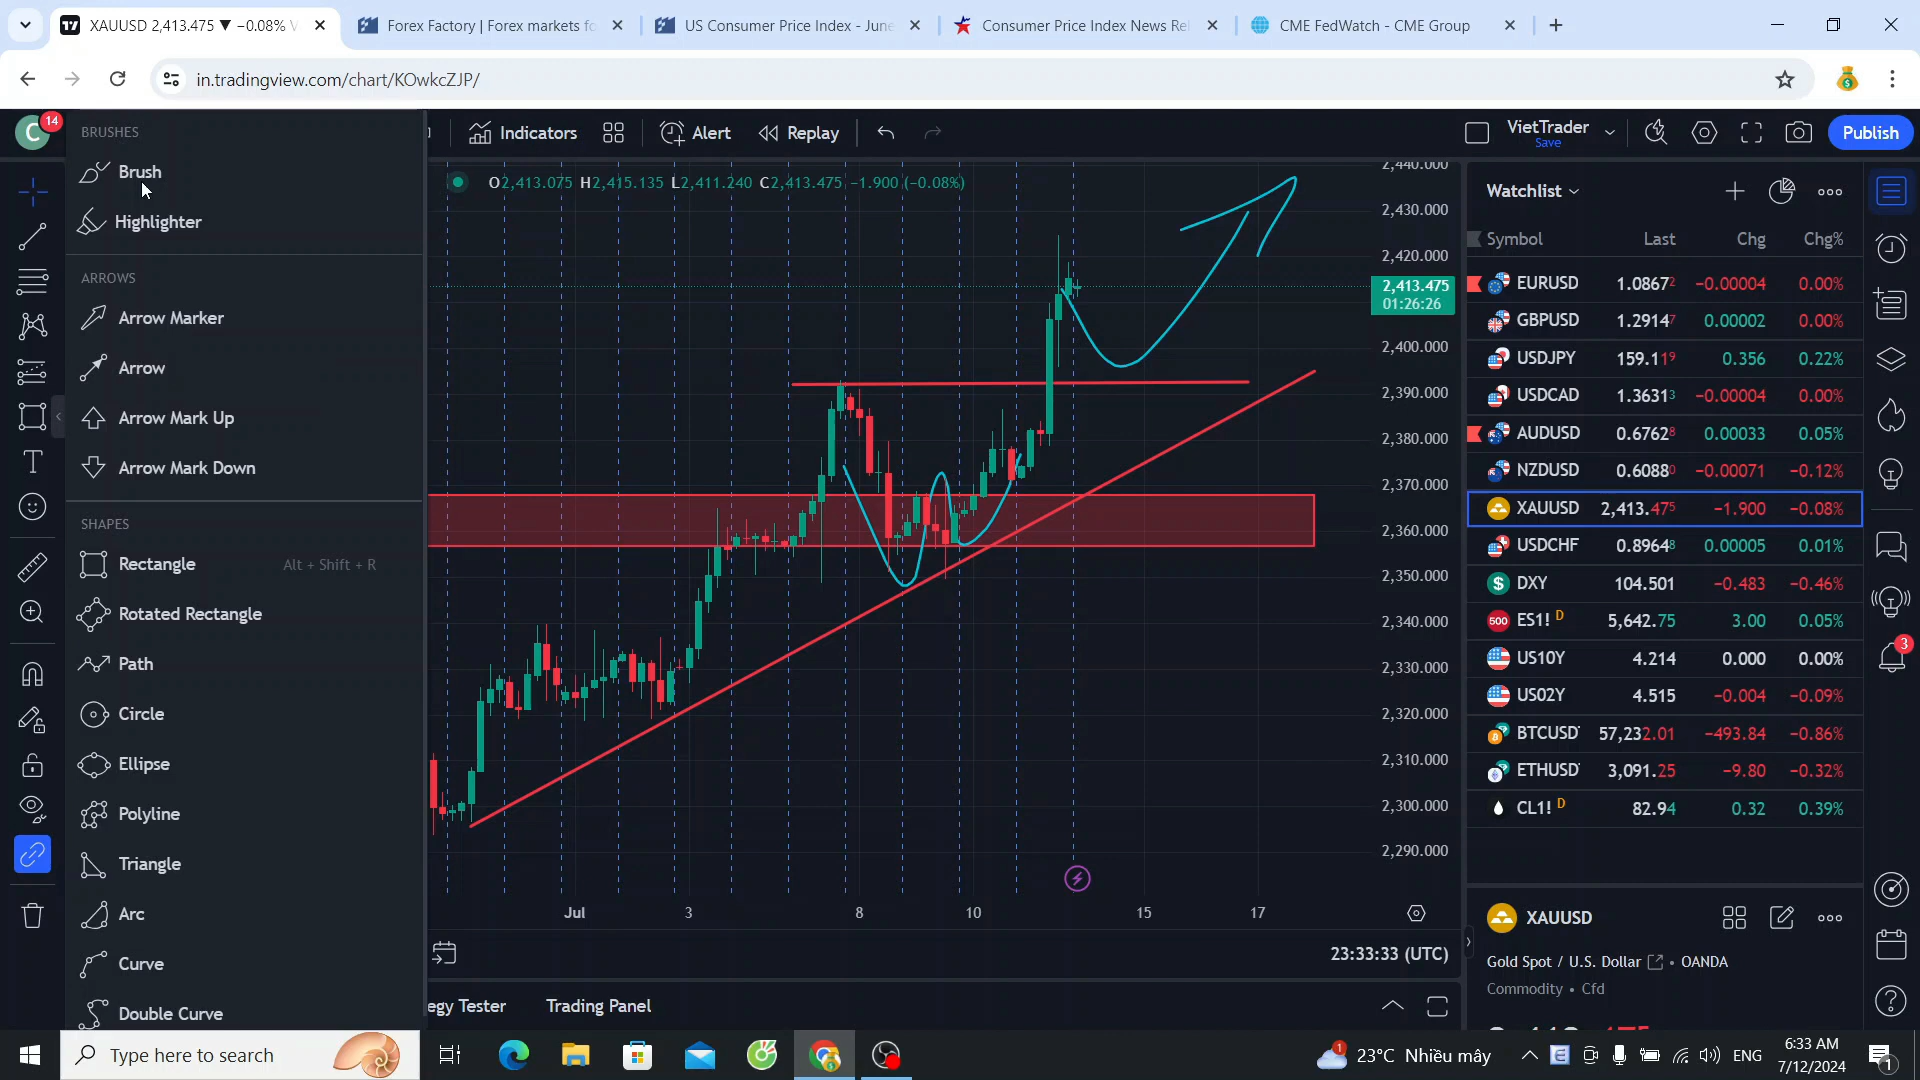 XAUUSD 2,413.475 ▼ −0.08% V
Forex Factory | Forex markets fo
US Consumer Price Index - June
Consumer Price Index News Rel
CME FedWatch - CME Group
in.tradingview.com/chart/KOwkcZJP/
C
14
BRUSHES
Indicators
Alert
Replay
VietTrader
Save
Publish
Brush
Highlighter
ARROWS
Arrow Marker
Arrow
Arrow Mark Up
Arrow Mark Down
SHAPES
Rectangle Alt + Shift + R
Rotated Rectangle
Path
Circle
Ellipse
Polyline
Triangle
Arc
Curve
Double Curve
O2,413.075 H2,415.135 L2,411.240 C2,413.475 −1.900 (−0.08%)
2,440.000
2,430.000
2,420.000
2,413.475
01:26:26
2,400.000
2,390.000
2,380.000
2,370.000
2,360.000
2,350.000
2,340.000
2,330.000
2,320.000
2,310.000
2,300.000
2,290.000
Jul 3 8 10 15 17
23:33:33 (UTC)
egy Tester Trading Panel
Watchlist
Symbol Last Chg Chg%
EURUSD 1.08672 −0.00004 0.00%
GBPUSD 1.29147 0.00002 0.00%
USDJPY 159.119 0.356 0.22%
USDCAD 1.36313 −0.00004 0.00%
AUDUSD 0.67628 0.00033 0.05%
NZDUSD 0.60880 −0.00071 −0.12%
XAUUSD 2,413.475 −1.900 −0.08%
USDCHF 0.89648 0.00005 0.01%
$ DXY 104.501 −0.483 −0.46%
500 ES1! D 5,642.75 3.00 0.05%
US10Y 4.214 0.000 0.00%
US02Y 4.515 −0.004 −0.09%
BTCUSD 57,232.01 −493.84 −0.86%
ETHUSD 3,091.25 −9.80 −0.32%
CL1! D 82.94 0.32 0.39%
3
XAUUSD
Gold Spot / U.S. Dollar • OANDA
Commodity • Cfd
Type here to search
1
23°C Nhiều mây
ENG
6:33 AM
7/12/2024
1